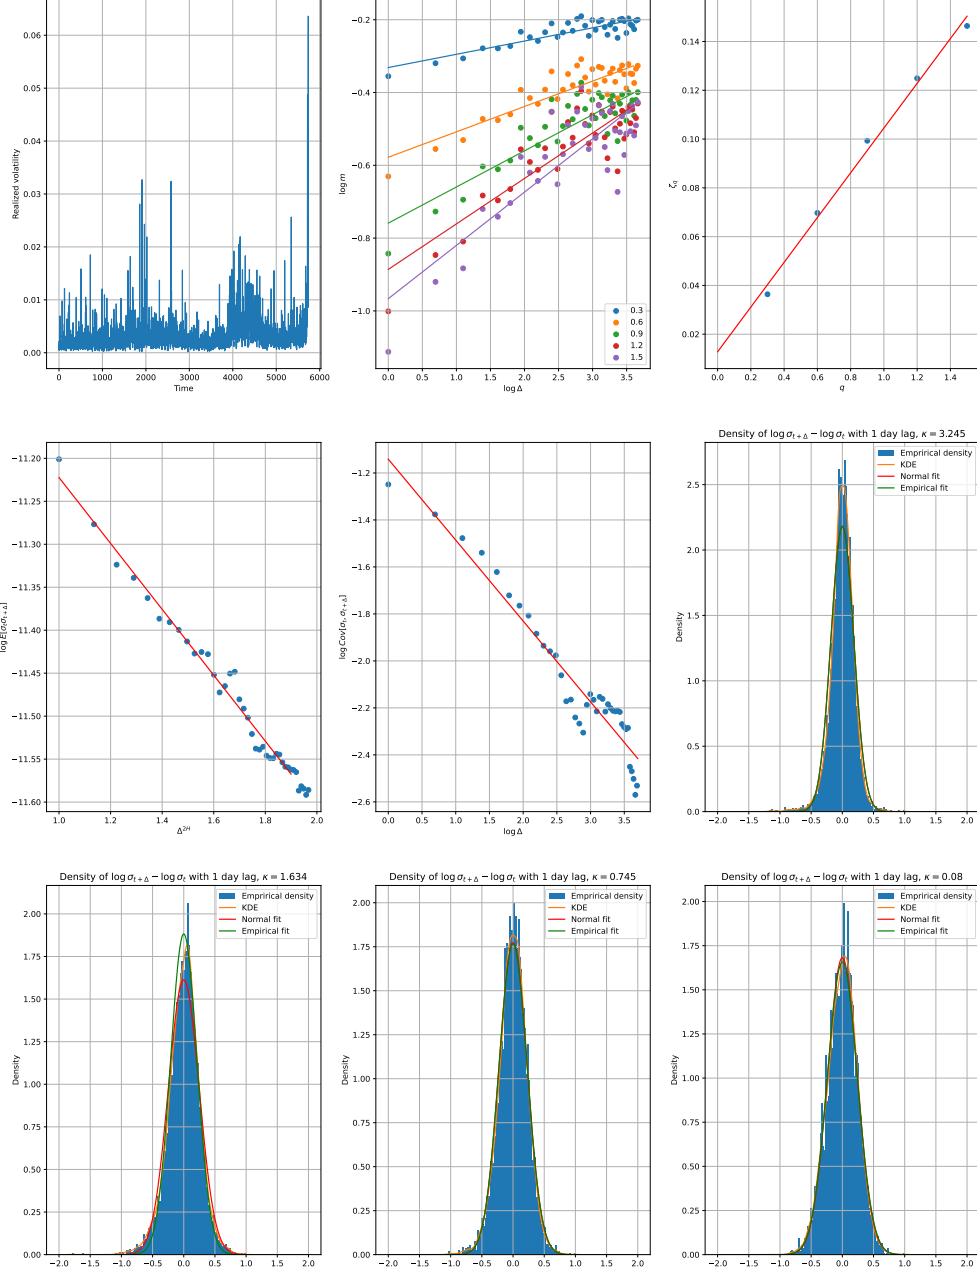 0.06
0.05
0.04
0.03
0.02
0.01
0.00
Realized volatility
0 1000 2000 3000 4000 5000 6000
Time
−0.2
−0.4
−0.6
−0.8
−1.0
log m
0.3
0.6
0.9
1.2
1.5
0.0 0.5 1.0 1.5 2.0 2.5 3.0 3.5
log Δ
0.14
0.12
0.10
0.08
0.06
0.04
0.02
ζq
0.0 0.2 0.4 0.6 0.8 1.0 1.2 1.4
q
−11.20
−11.25
−11.30
−11.35
−11.40
−11.45
−11.50
−11.55
−11.60
log E[σtσt+Δ]
1.0 1.2 1.4 1.6 1.8 2.0
Δ^2H
−1.2
−1.4
−1.6
−1.8
−2.0
−2.2
−2.4
−2.6
log Cov[σt, σt+Δ]
0.0 0.5 1.0 1.5 2.0 2.5 3.0 3.5
log Δ
Density of log σt+Δ − log σt with 1 day lag, κ = 3.245
Emprirical density
KDE
Normal fit
Empirical fit
2.5
2.0
1.5
1.0
0.5
0.0
Density
−2.0 −1.5 −1.0 −0.5 0.0 0.5 1.0 1.5 2.0
Density of log σt+Δ − log σt with 1 day lag, κ = 1.634
Emprirical density
KDE
Normal fit
Empirical fit
2.00
1.75
1.50
1.25
1.00
0.75
0.50
0.25
0.00
Density
−2.0 −1.5 −1.0 −0.5 0.0 0.5 1.0 1.5 2.0
Density of log σt+Δ − log σt with 1 day lag, κ = 0.745
Emprirical density
KDE
Normal fit
Empirical fit
2.00
1.75
1.50
1.25
1.00
0.75
0.50
0.25
0.00
Density
−2.0 −1.5 −1.0 −0.5 0.0 0.5 1.0 1.5 2.0
Density of log σt+Δ − log σt with 1 day lag, κ = 0.08
Emprirical density
KDE
Normal fit
Empirical fit
2.00
1.75
1.50
1.25
1.00
0.75
0.50
0.25
0.00
Density
−2.0 −1.5 −1.0 −0.5 0.0 0.5 1.0 1.5 2.0